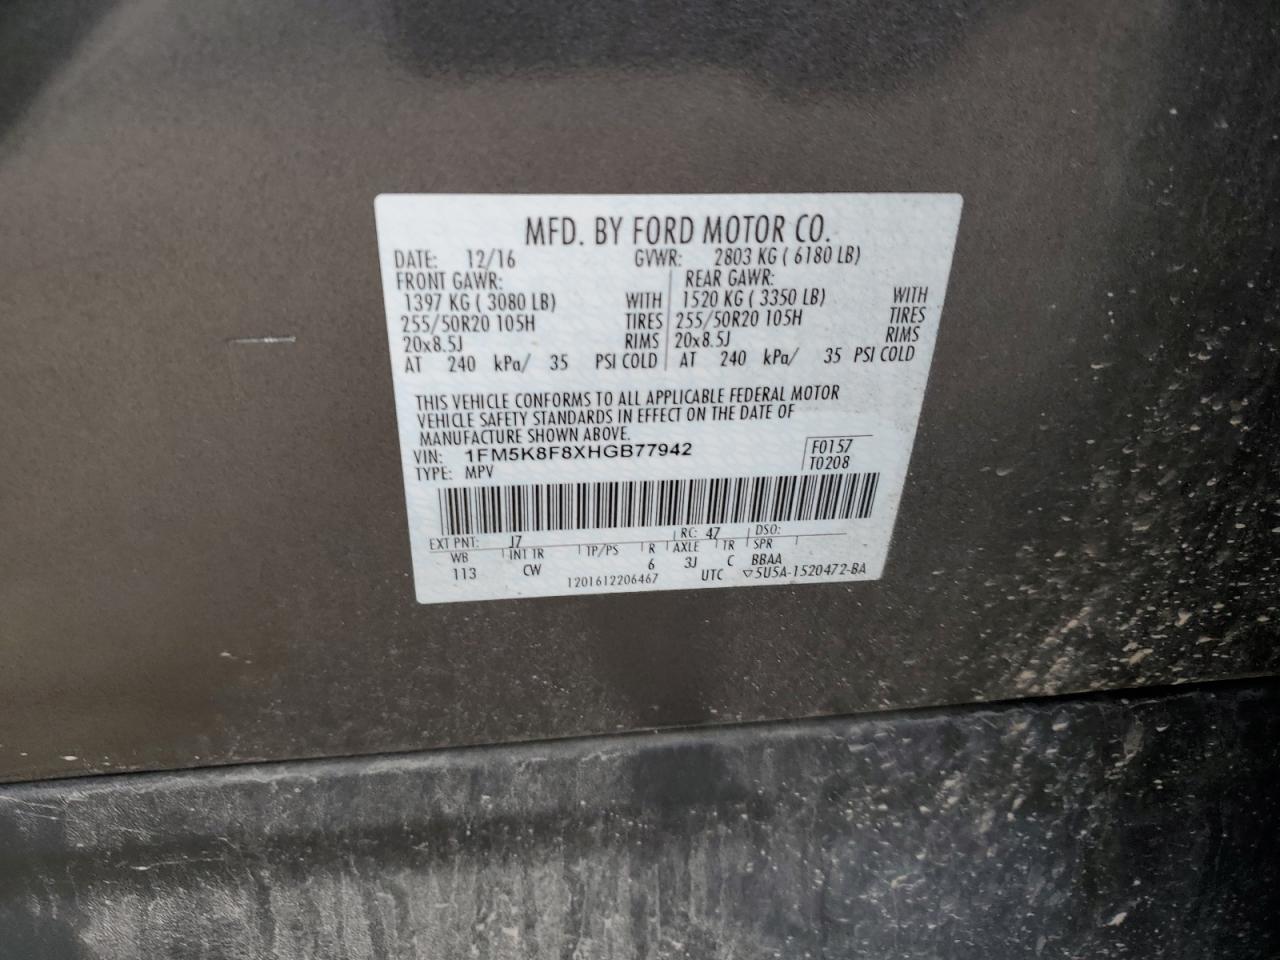 MFD. BY FORD MOTOR CO.
DATE: 12/16 GVWR: 2803 KG ( 6180 LB)
FRONT GAWR: REAR GAWR:
1397 KG ( 3080 LB) WITH 1520 KG ( 3350 LB) WITH
255/50R20 105H TIRES 255/50R20 105H TIRES
20x8.5J RIMS 20x8.5J RIMS
AT 240 kPa/ 35 PSI COLD AT 240 kPa/ 35 PSI COLD
THIS VEHICLE CONFORMS TO ALL APPLICABLE FEDERAL MOTOR
VEHICLE SAFETY STANDARDS IN EFFECT ON THE DATE OF
MANUFACTURE SHOWN ABOVE.
VIN: 1FM5K8F8XHGB77942 F0157
TYPE: MPV T0208
EXT PNT: J7 RC: 47 DSO:
WB INT TR TP/PS R AXLE TR SPR
113 CW 6 3J C BBAA
1201612206467 UTC ▽5U5A-1520472-BA